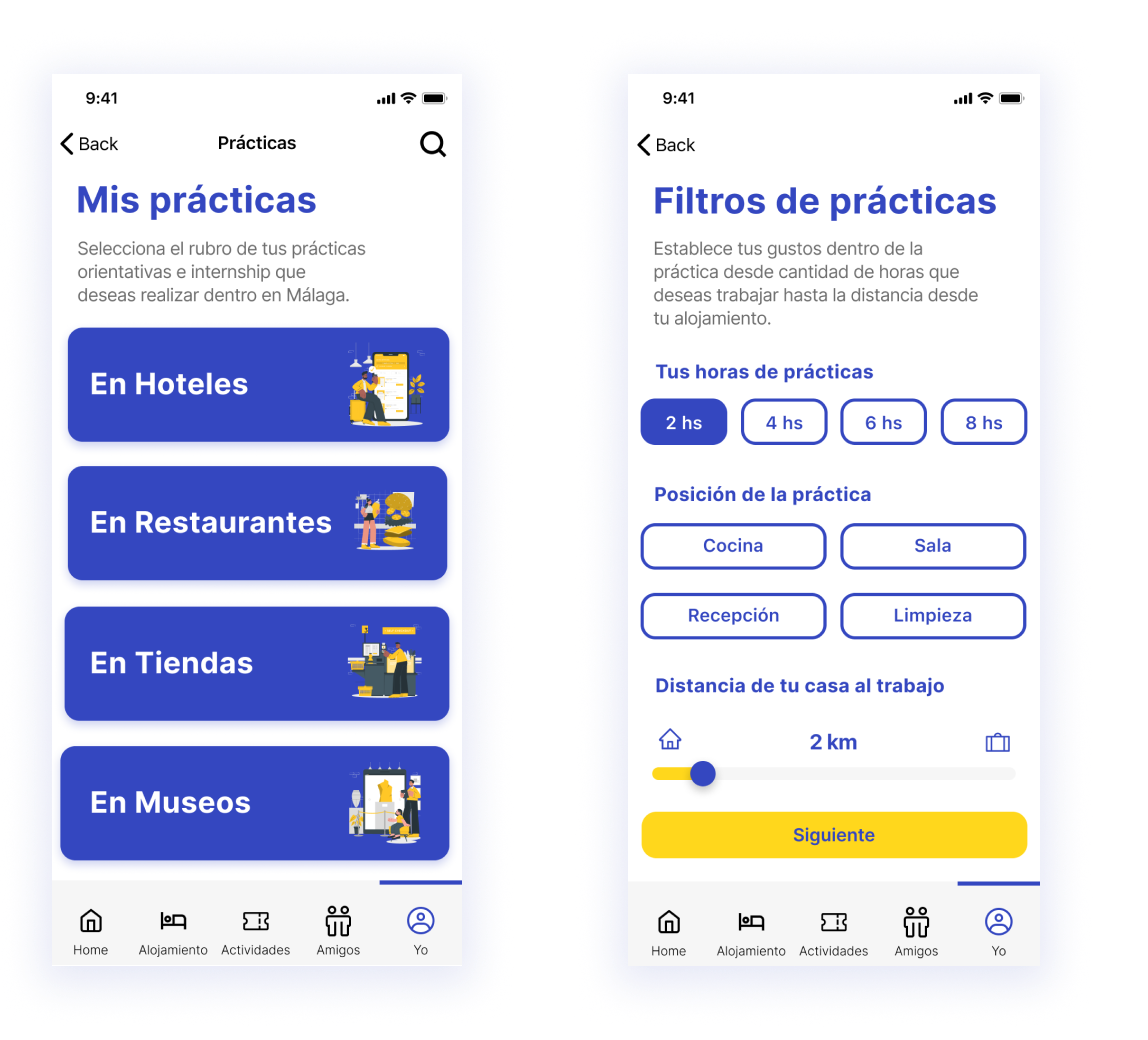 9:41
Back
Prácticas
Mis prácticas
Selecciona el rubro de tus prácticas
orientativas e internship que
deseas realizar dentro en Málaga.
En Hoteles
En Restaurantes
En Tiendas
En Museos
Home
Alojamiento
Actividades
Amigos
Yo
9:41
Back
Filtros de prácticas
Establece tus gustos dentro de la
práctica desde cantidad de horas que
deseas trabajar hasta la distancia desde
tu alojamiento.
Tus horas de prácticas
2 hs
4 hs
6 hs
8 hs
Posición de la práctica
Cocina
Sala
Recepción
Limpieza
Distancia de tu casa al trabajo
2 km
Siguiente
Home
Alojamiento
Actividades
Amigos
Yo